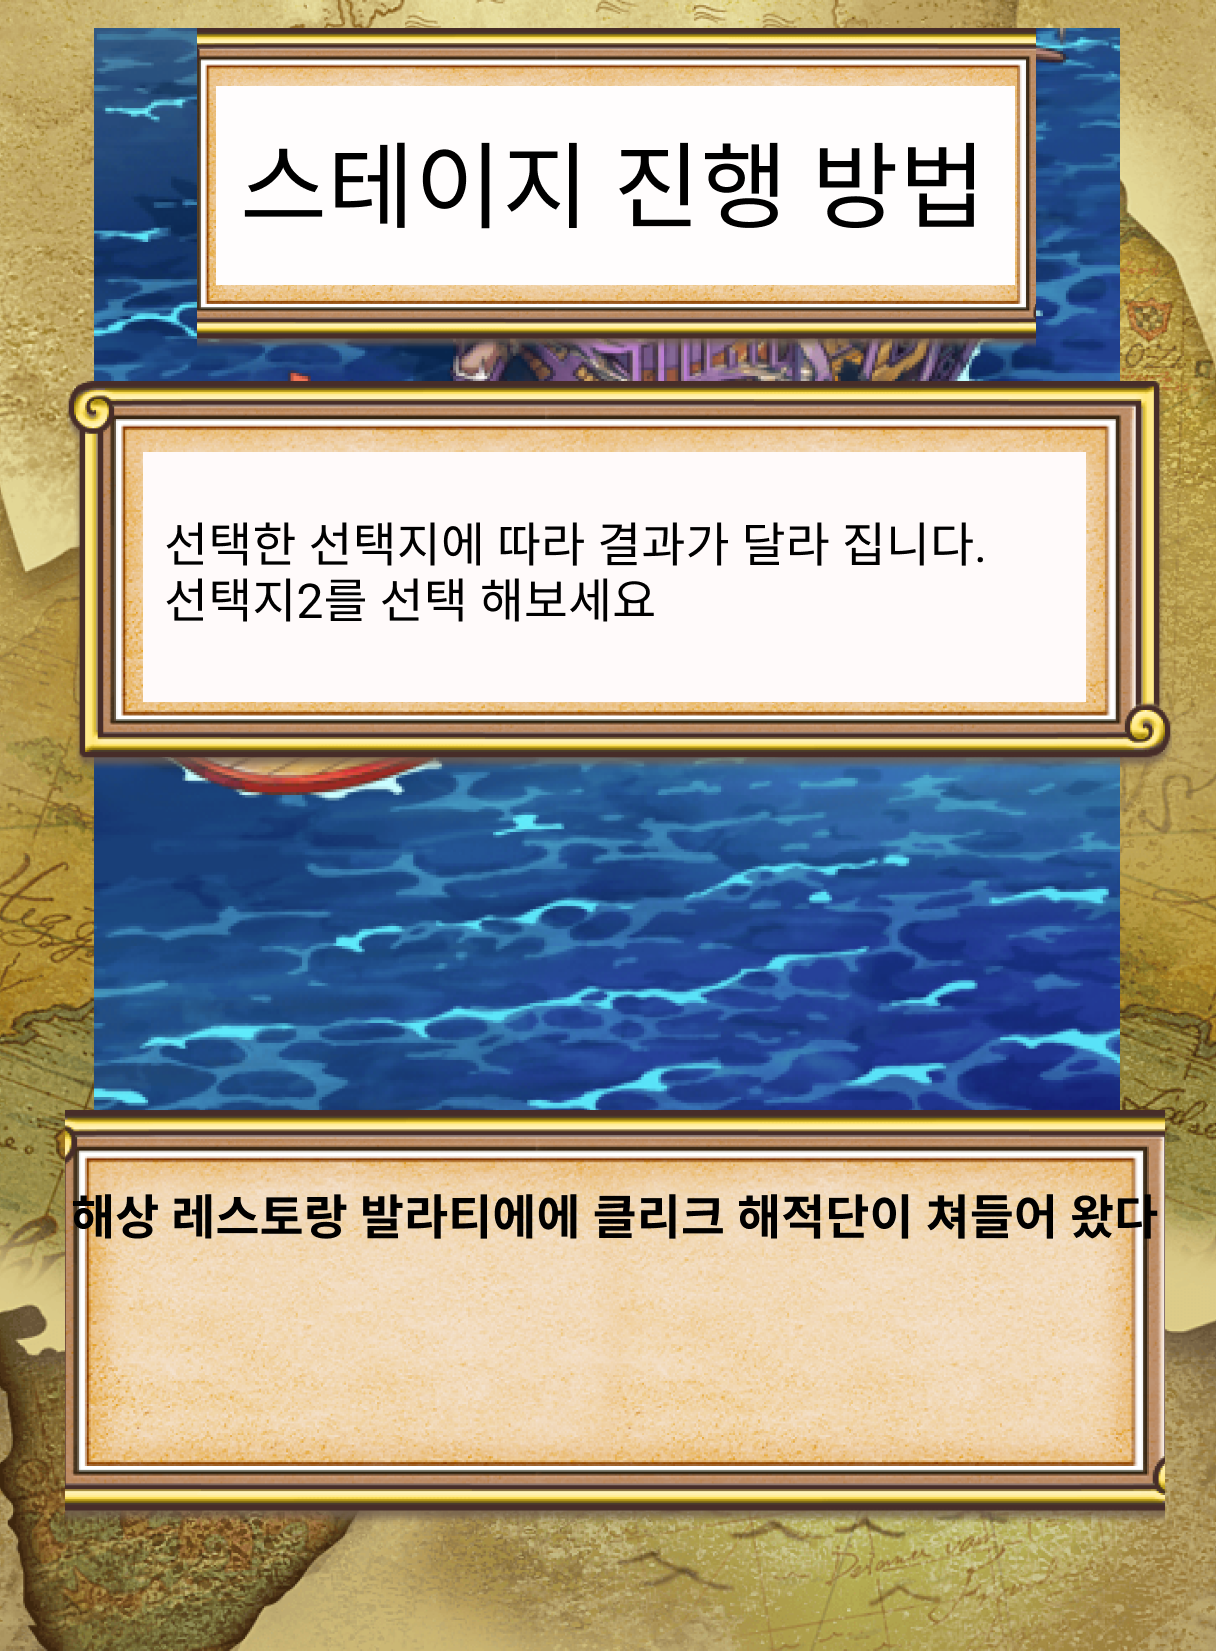 스테이지 진행 방법
선택한 선택지에 따라 결과가 달라 집니다.
선택지2를 선택 해보세요
해상 레스토랑 발라티에에 클리크 해적단이 쳐들어 왔다